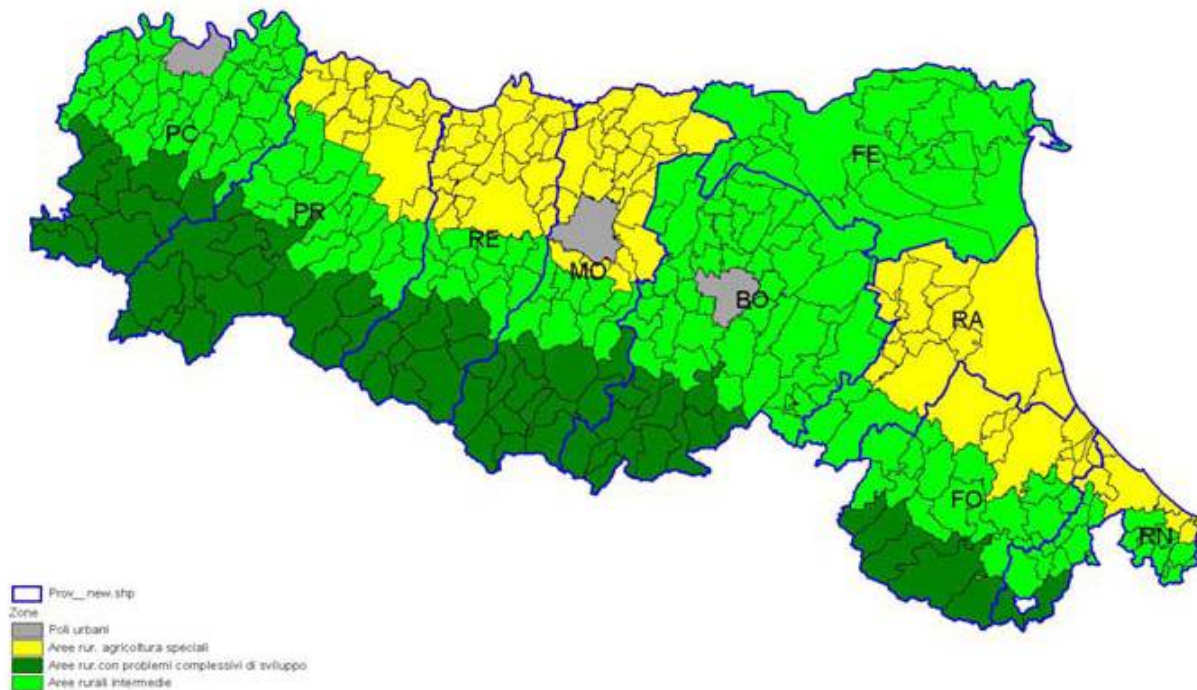 PC
FE
PR
RE
MO
BO
RA
FO
RN
Prov__new.shp
Zone
Poli urbani
Aree rur. agricoltura speciali
Aree rur.con problemi complessivi di sviluppo
Aree rurali intermedie